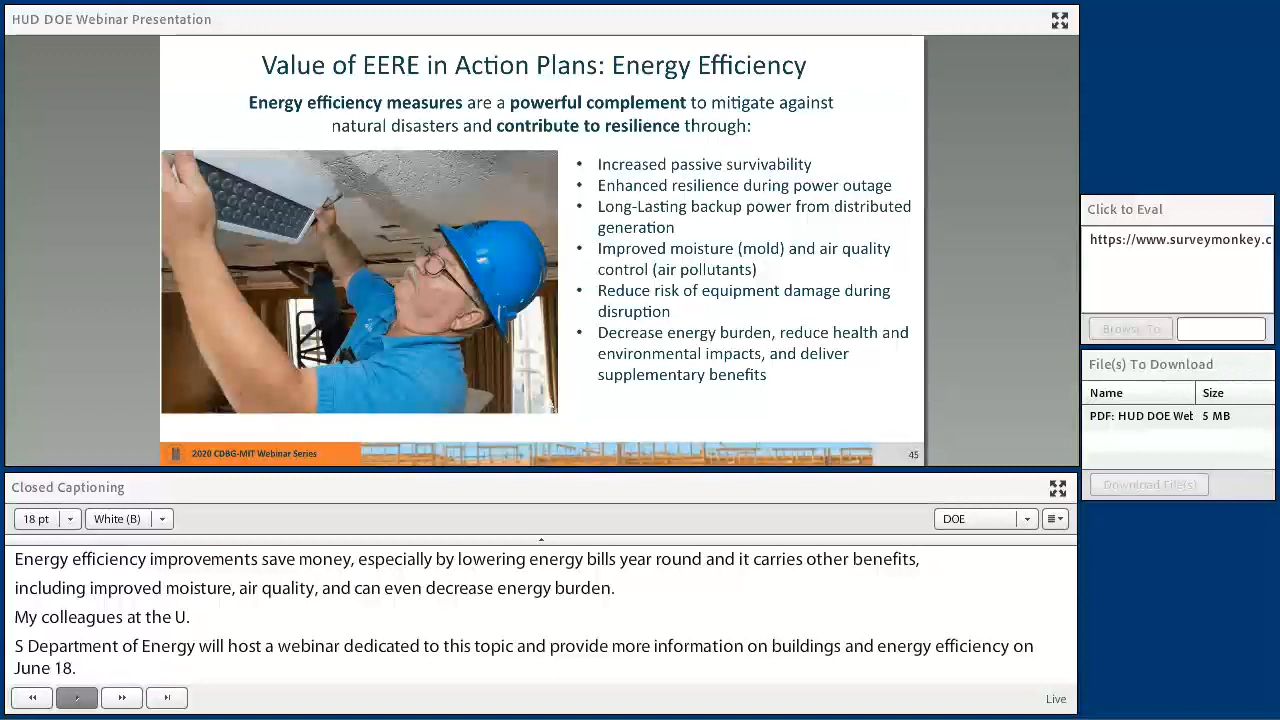 HUD DOE Webinar Presentation
Value of EERE in Action Plans: Energy Efficiency
Energy efficiency measures are a powerful complement to mitigate against
natural disasters and contribute to resilience through:
• Increased passive survivability
• Enhanced resilience during power outage
• Long-Lasting backup power from distributed
generation
• Improved moisture (mold) and air quality
control (air pollutants)
• Reduce risk of equipment damage during
disruption
• Decrease energy burden, reduce health and
environmental impacts, and deliver
supplementary benefits
2020 CDBG-MIT Webinar Series
45
Click to Eval
https://www.surveymonkey.c
Browse To
File(s) To Download
Name Size
PDF: HUD DOE Wet 5 MB
Download File(s)
Closed Captioning
18 pt White (B) DOE
Energy efficiency improvements save money, especially by lowering energy bills year round and it carries other benefits,
including improved moisture, air quality, and can even decrease energy burden.
My colleagues at the U.
S Department of Energy will host a webinar dedicated to this topic and provide more information on buildings and energy efficiency on
June 18.
Live